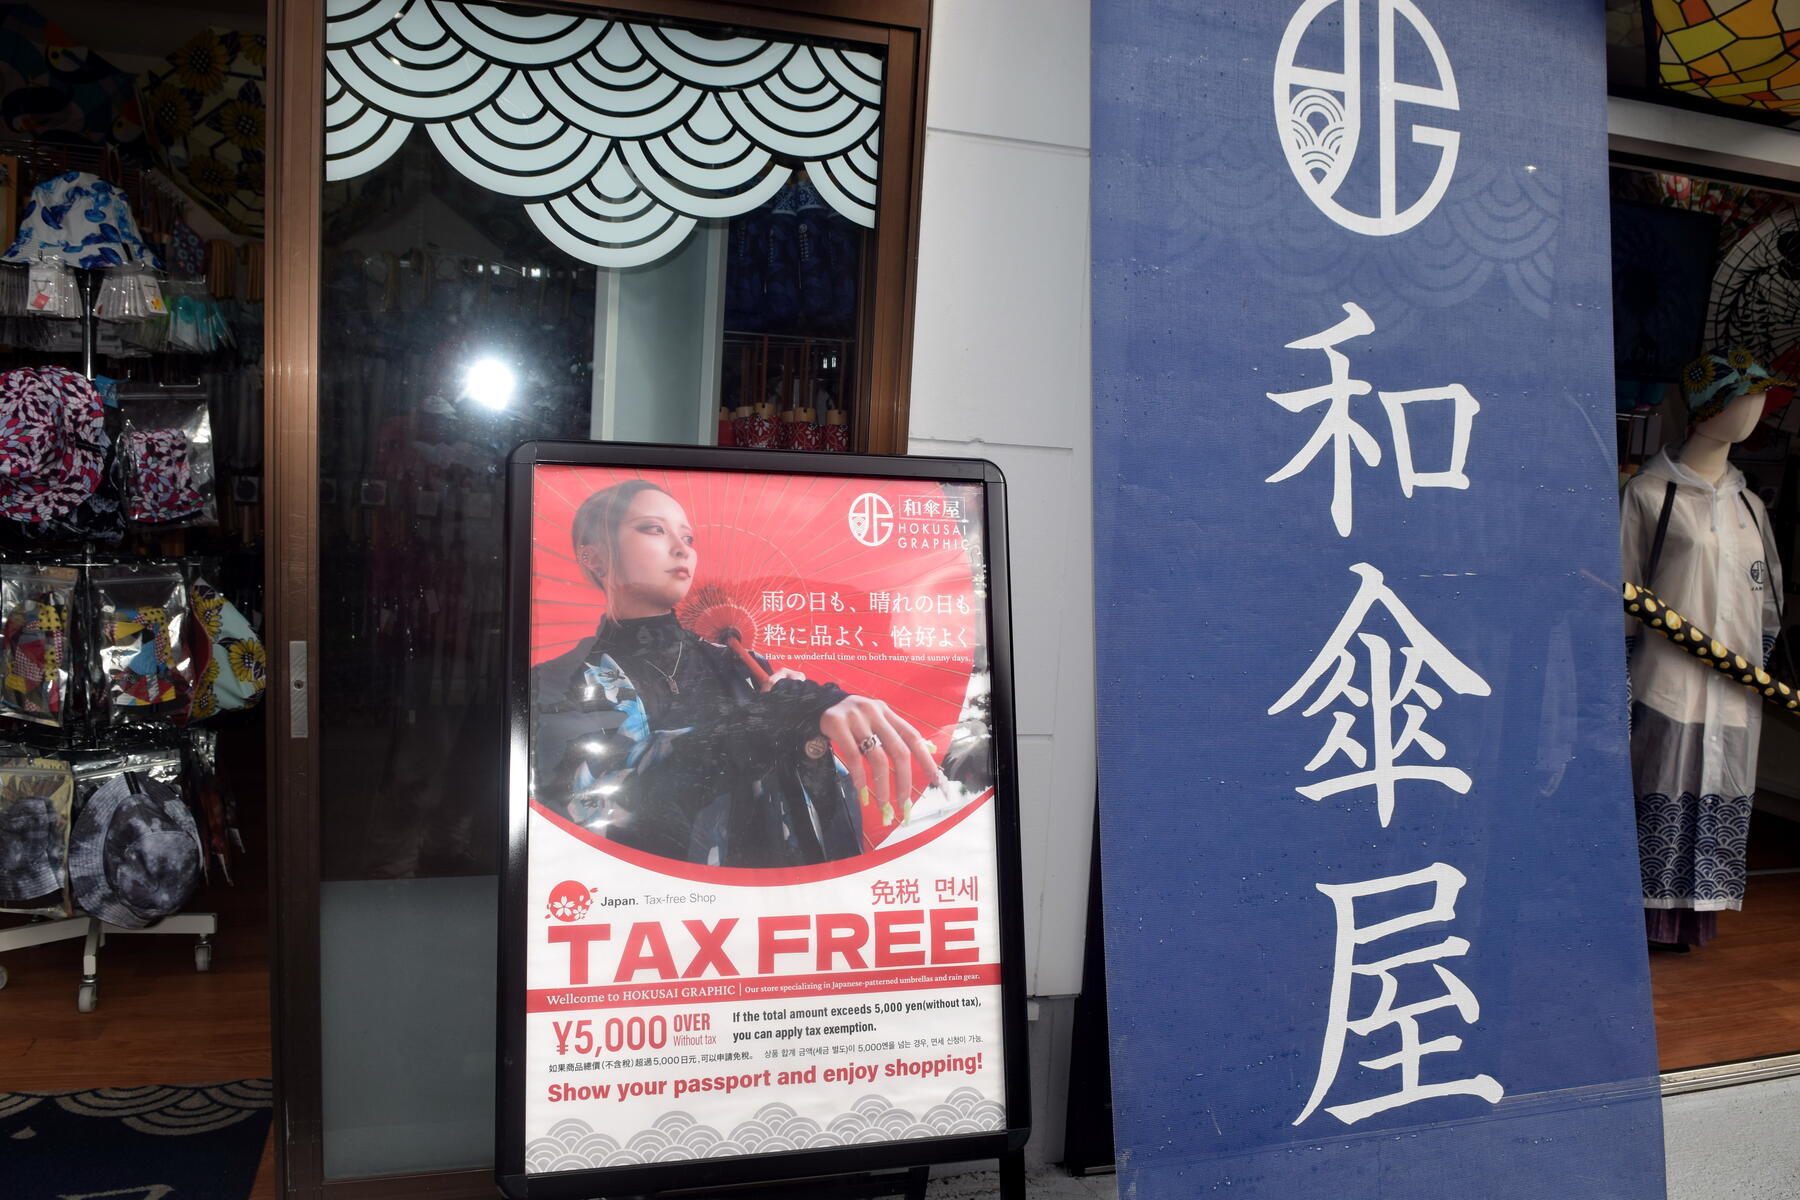 和傘屋
HOKUSAI
GRAPHIC
雨の日も、晴れの日も
粋に品よく、恰好よく
Have a wonderful time on both rainy and sunny days.
Japan. Tax-free Shop
免税 면세
TAX FREE
Wellcome to HOKUSAI GRAPHIC | Our store specializing in Japanese-patterned umbrellas and rain gear.
¥5,000 OVER Without tax
If the total amount exceeds 5,000 yen(without tax),
you can apply tax exemption.
如果商品總價(不含稅)超過5,000日元,可以申請免稅。 상품 합계 금액(세금 별도)이 5,000엔을 넘는 경우, 면세 신청이 가능.
Show your passport and enjoy shopping!
和傘屋